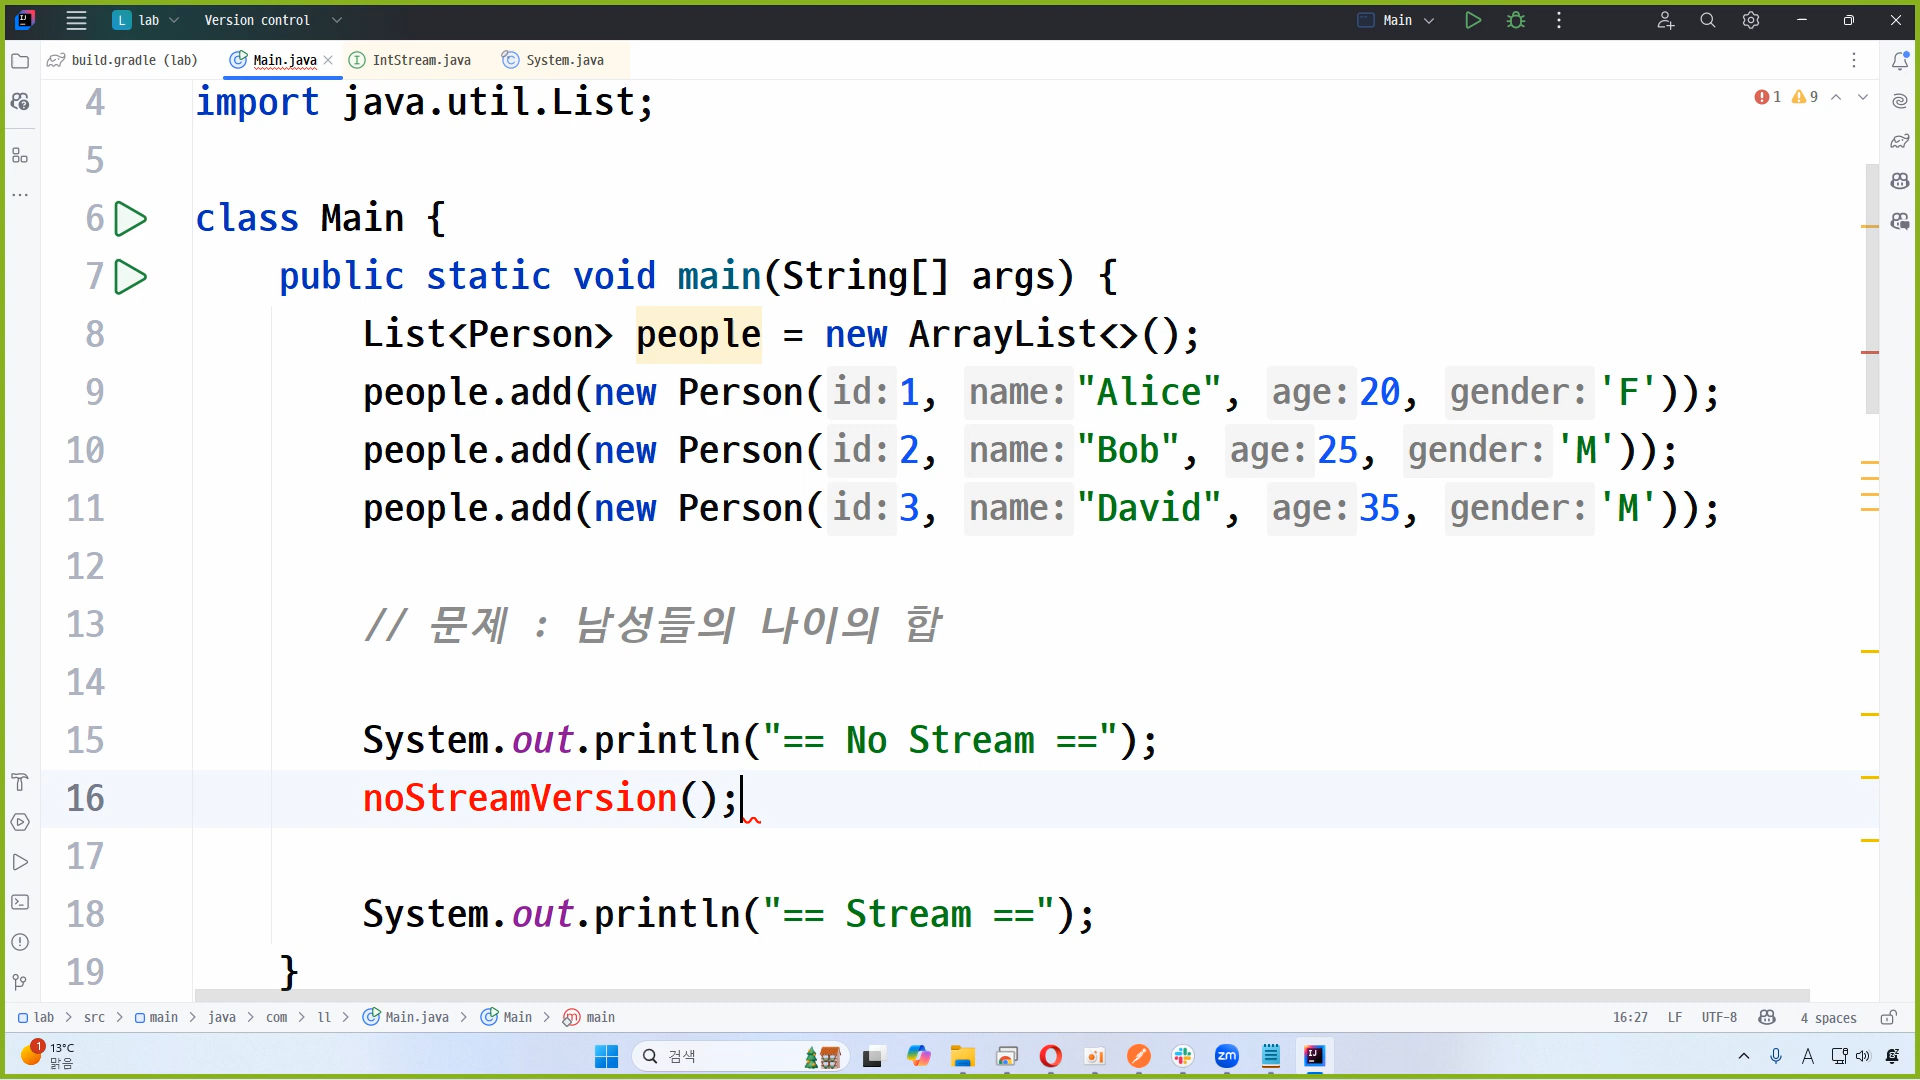 L lab Version control Main
build.gradle (lab) Main.java IntStream.java System.java
4 import java.util.List; 1 9
5
6 class Main {
7 public static void main(String[] args) {
8 List<Person> people = new ArrayList<>();
9 people.add(new Person( id: 1, name: "Alice", age: 20, gender: 'F'));
10 people.add(new Person( id: 2, name: "Bob", age: 25, gender: 'M'));
11 people.add(new Person( id: 3, name: "David", age: 35, gender: 'M'));
12
13 // 문제 : 남성들의 나이의 합
14
15 System.out.println("== No Stream ==");
16 noStreamVersion();
17
18 System.out.println("== Stream ==");
19 }
lab > src > main > java > com > ll > Main.java > Main > main 16:27 LF UTF-8 4 spaces
1 13°C 맑음 검색 zm IJ A